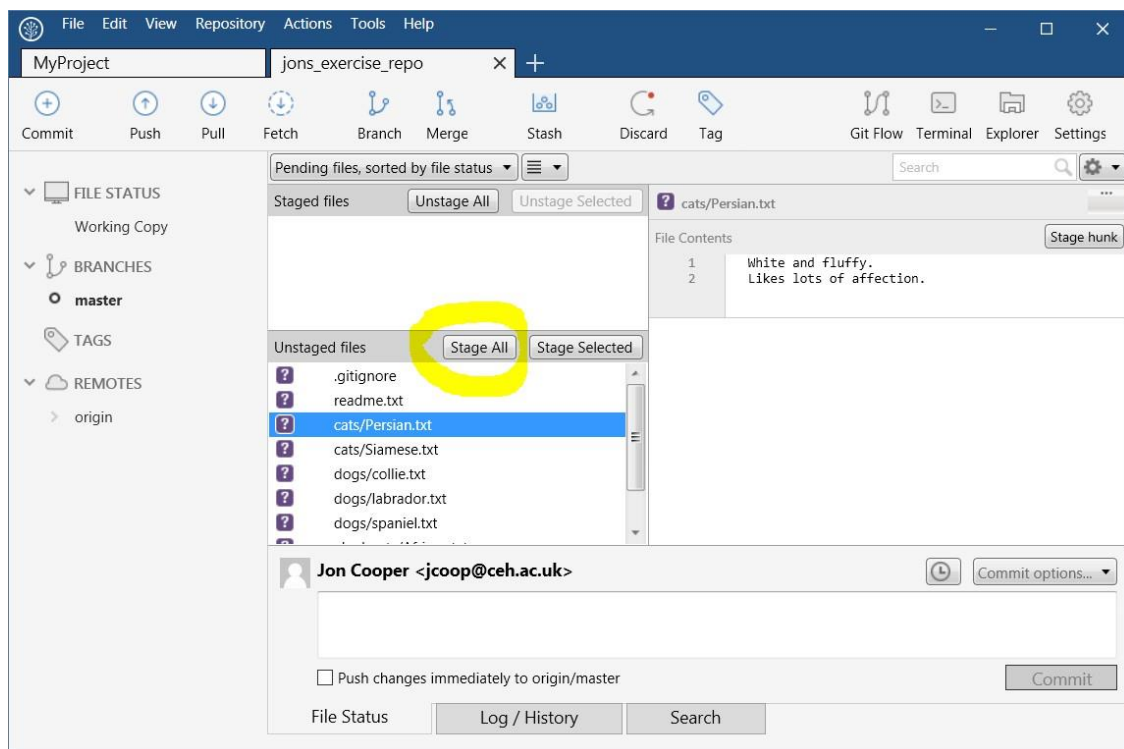 File Edit View Repository Actions Tools Help
MyProject
jons_exercise_repo
Commit Push Pull Fetch Branch Merge Stash Discard Tag Git Flow Terminal Explorer Settings
Pending files, sorted by file status
Search
FILE STATUS
Working Copy
BRANCHES
master
TAGS
REMOTES
origin
Staged files Unstage All Unstage Selected
Unstaged files Stage All Stage Selected
.gitignore
readme.txt
cats/Persian.txt
cats/Siamese.txt
dogs/collie.txt
dogs/labrador.txt
dogs/spaniel.txt
cats/Persian.txt
File Contents Stage hunk
1 White and fluffy.
2 Likes lots of affection.
Jon Cooper <jcoop@ceh.ac.uk>
Commit options...
Push changes immediately to origin/master
Commit
File Status Log / History Search